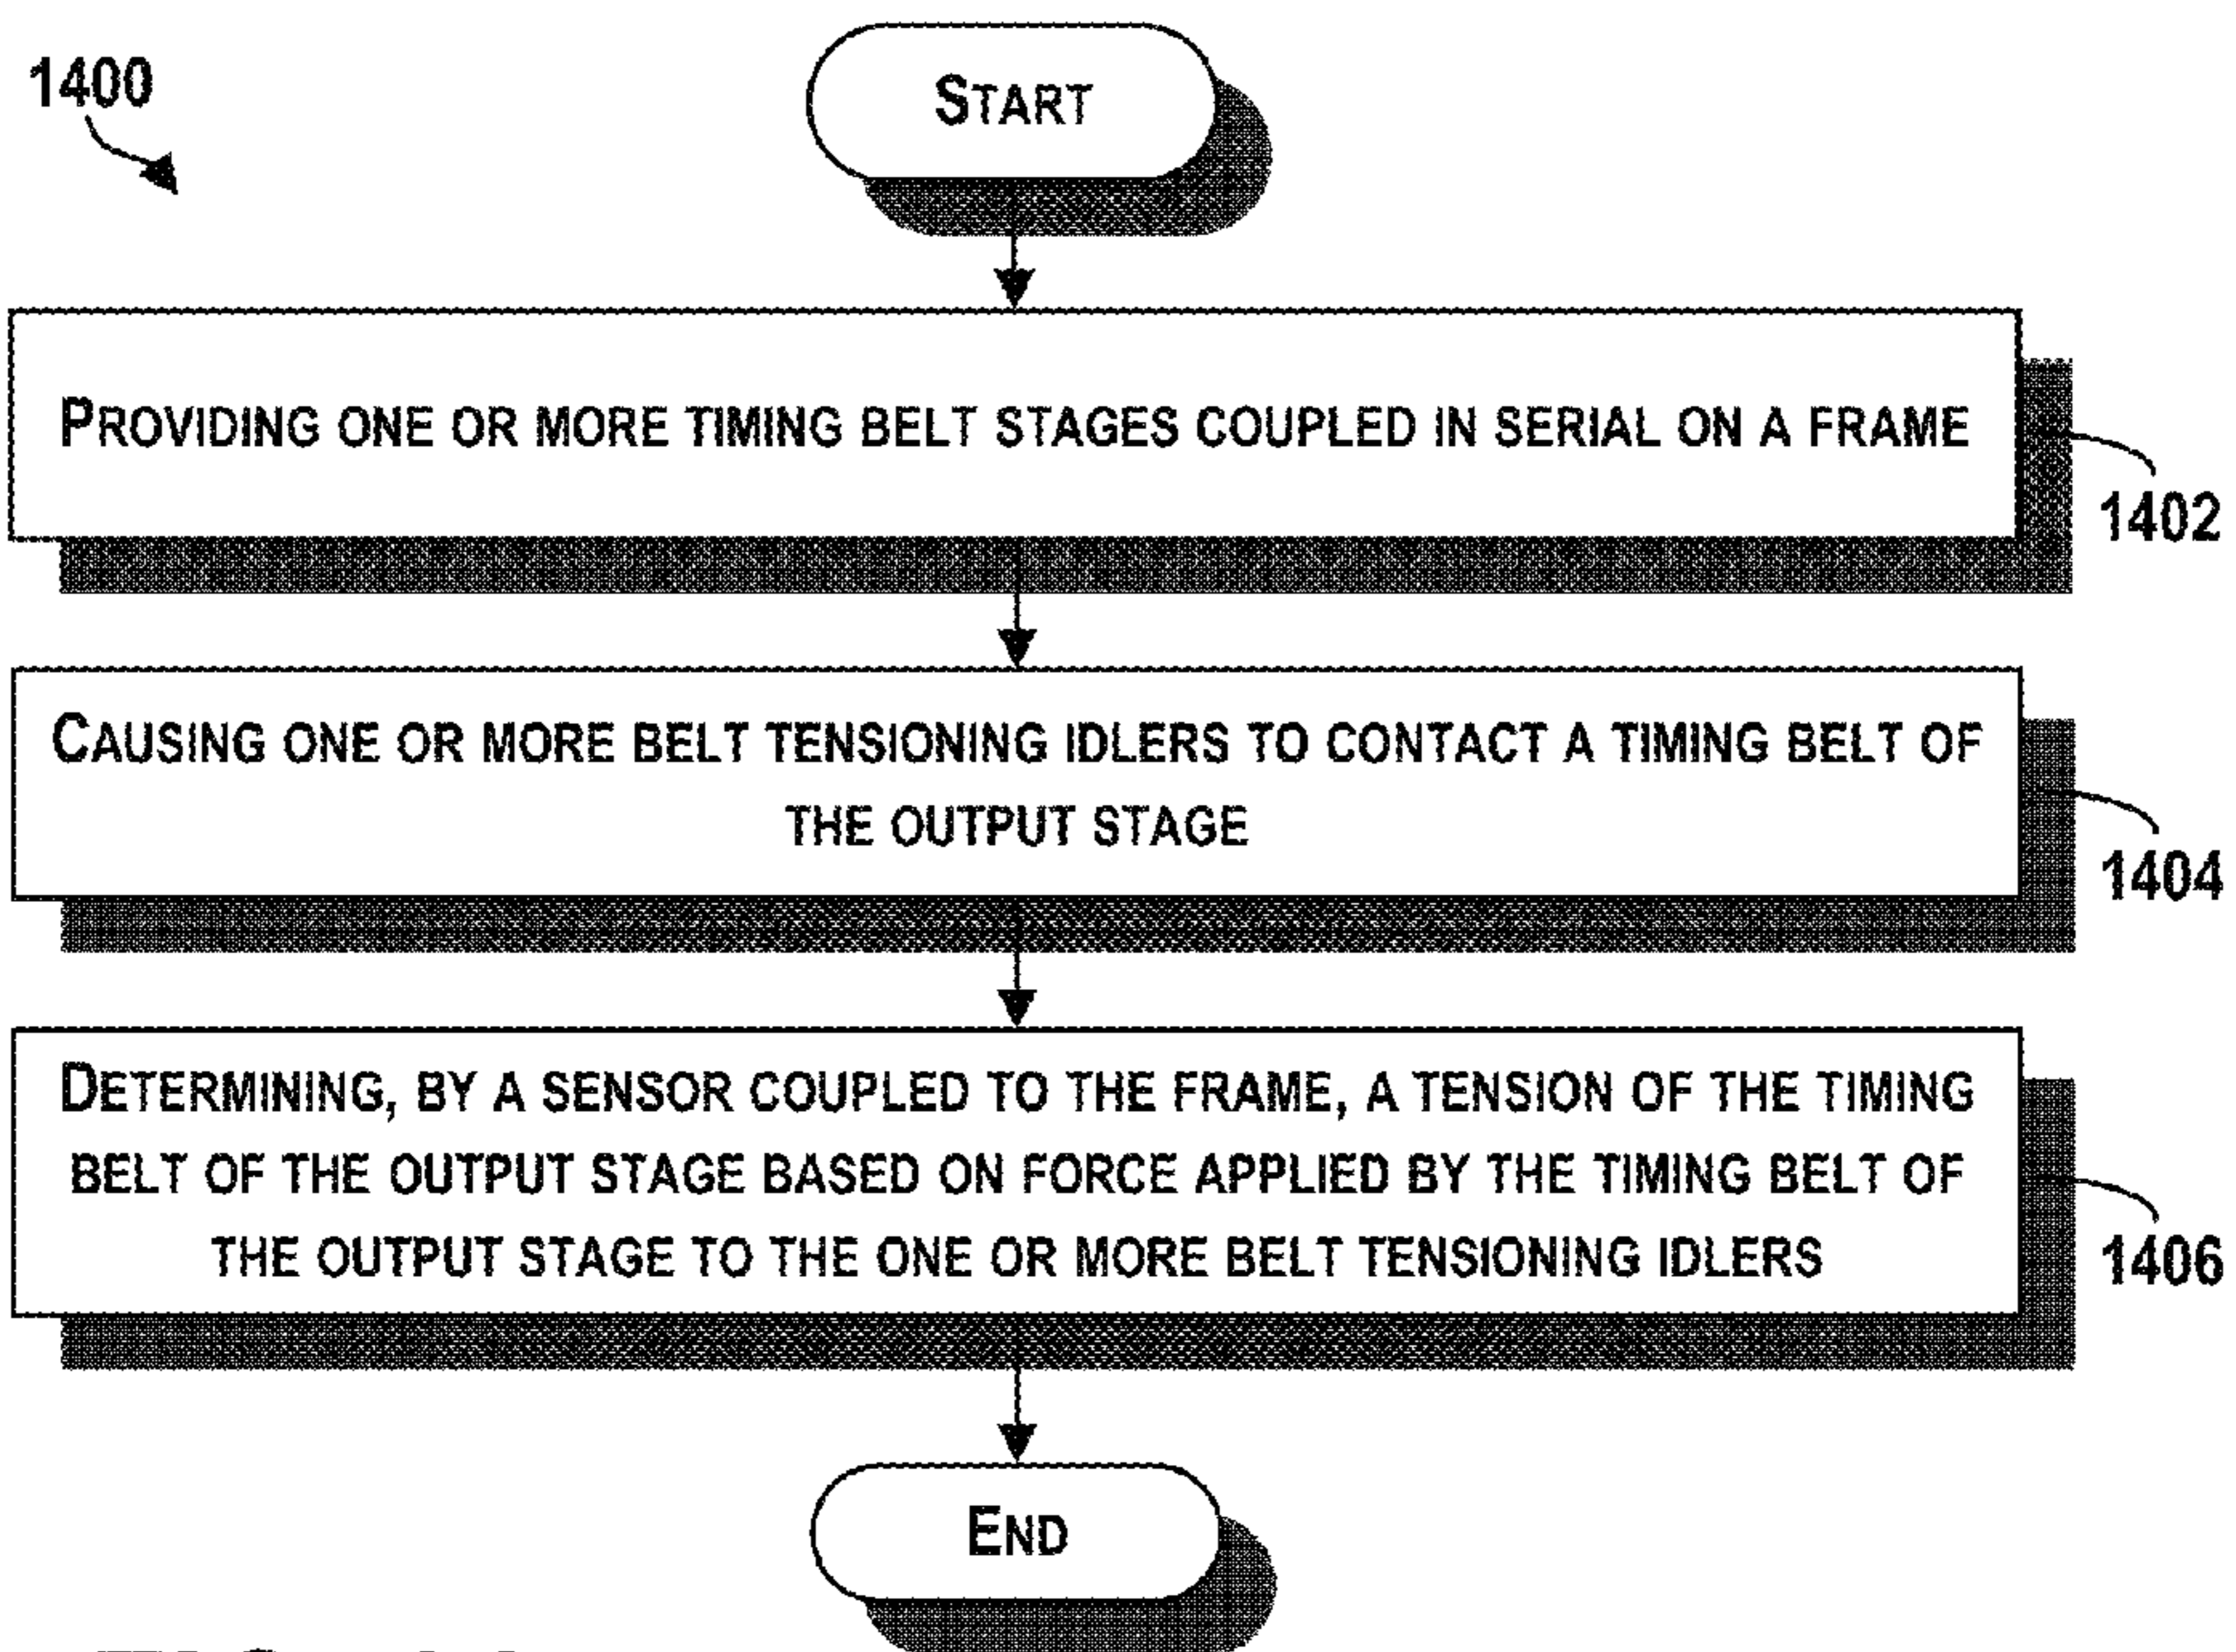 1400
START
PROVIDING ONE OR MORE TIMING BELT STAGES COUPLED IN SERIAL ON A FRAME
1402
CAUSING ONE OR MORE BELT TENSIONING IDLERS TO CONTACT A TIMING BELT OF
THE OUTPUT STAGE
1404
DETERMINING, BY A SENSOR COUPLED TO THE FRAME, A TENSION OF THE TIMING
BELT OF THE OUTPUT STAGE BASED ON FORCE APPLIED BY THE TIMING BELT OF
THE OUTPUT STAGE TO THE ONE OR MORE BELT TENSIONING IDLERS
1406
END